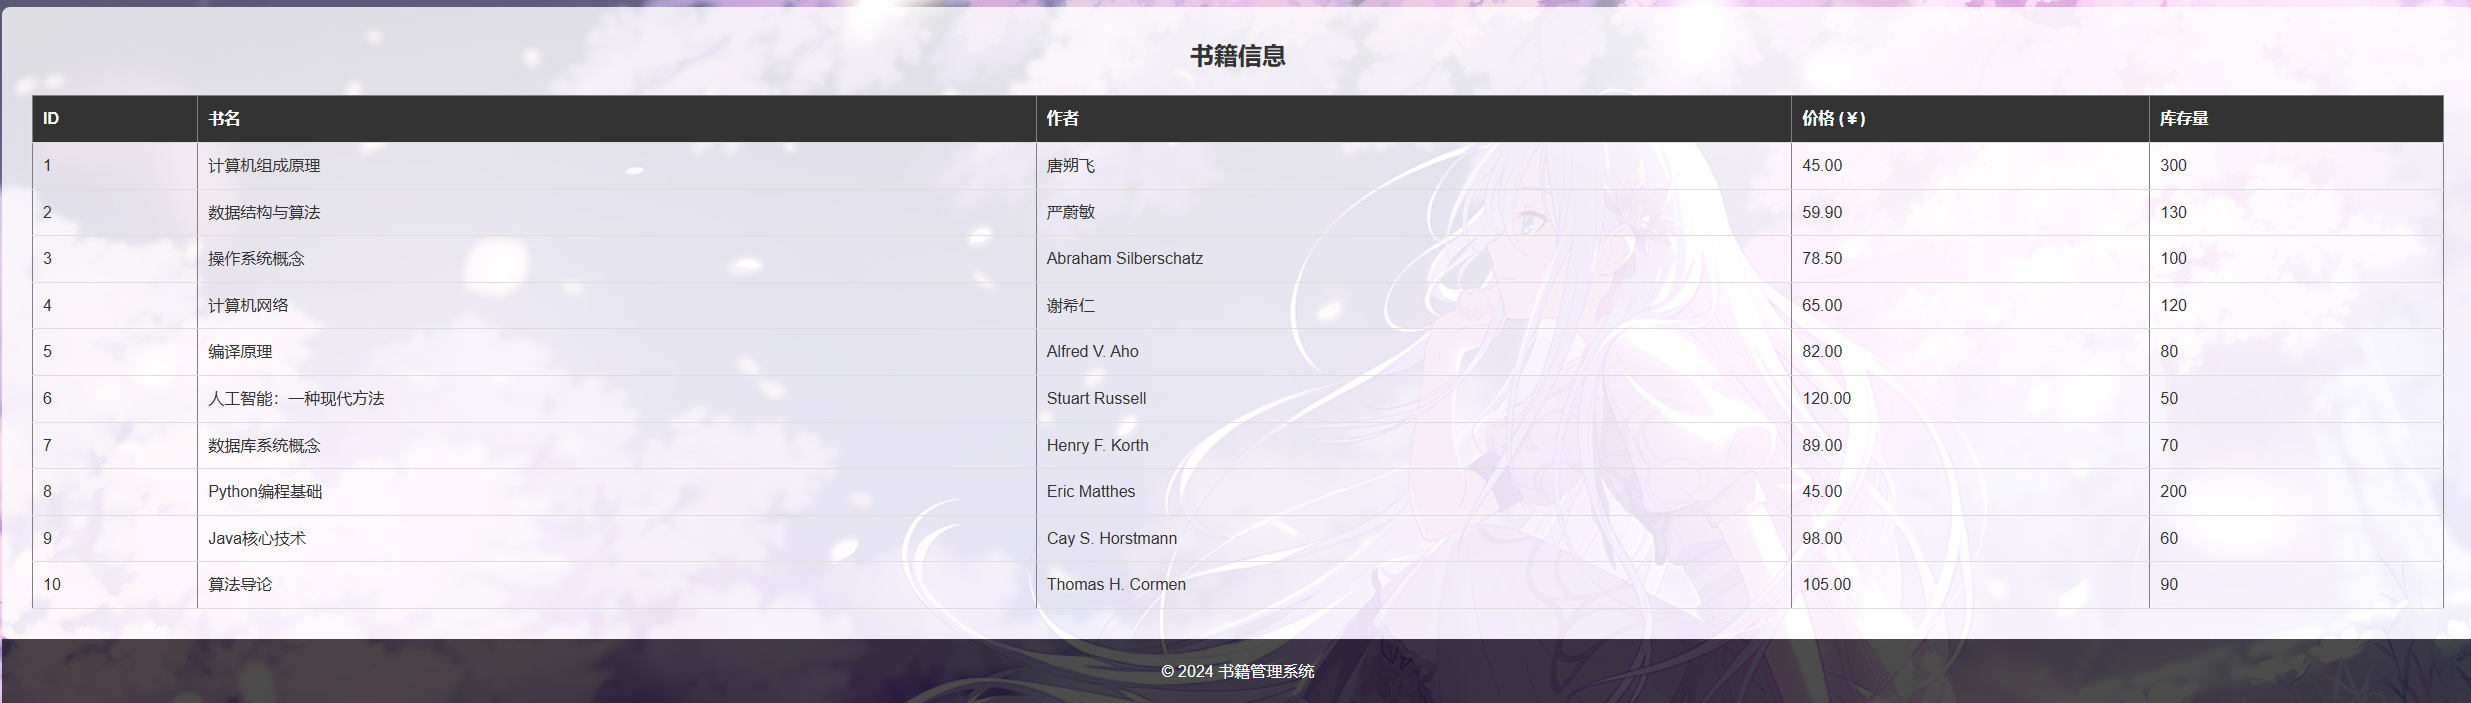 书籍信息
ID 书名 作者 价格 (￥) 库存量
1 计算机组成原理 唐朔飞 45.00 300
2 数据结构与算法 严蔚敏 59.90 130
3 操作系统概念 Abraham Silberschatz 78.50 100
4 计算机网络 谢希仁 65.00 120
5 编译原理 Alfred V. Aho 82.00 80
6 人工智能：一种现代方法 Stuart Russell 120.00 50
7 数据库系统概念 Henry F. Korth 89.00 70
8 Python编程基础 Eric Matthes 45.00 200
9 Java核心技术 Cay S. Horstmann 98.00 60
10 算法导论 Thomas H. Cormen 105.00 90
© 2024 书籍管理系统